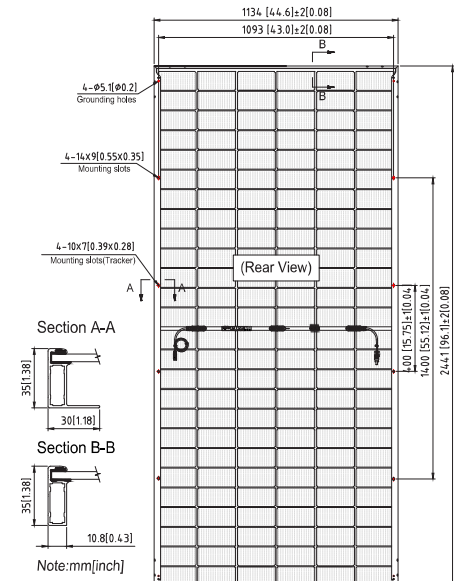 1134 [44.6]±2[0.08]
1093 [43.0]±2[0.08]
B
B
4-Ø5.1[Ø0.2]
Grounding holes
4-14x9[0.55x0.35]
Mounting slots
4-10x7[0.39x0.28]
Mounting slots(Tracker)
A
A
(Rear View)
400 [15.75]±1[0.04
1400 [55.12]±1[0.04]
2441 [96.1]±2[0.08]
Section A-A
35[1.38]
30[1.18]
Section B-B
35[1.38]
10.8[0.43]
Note:mm[inch]